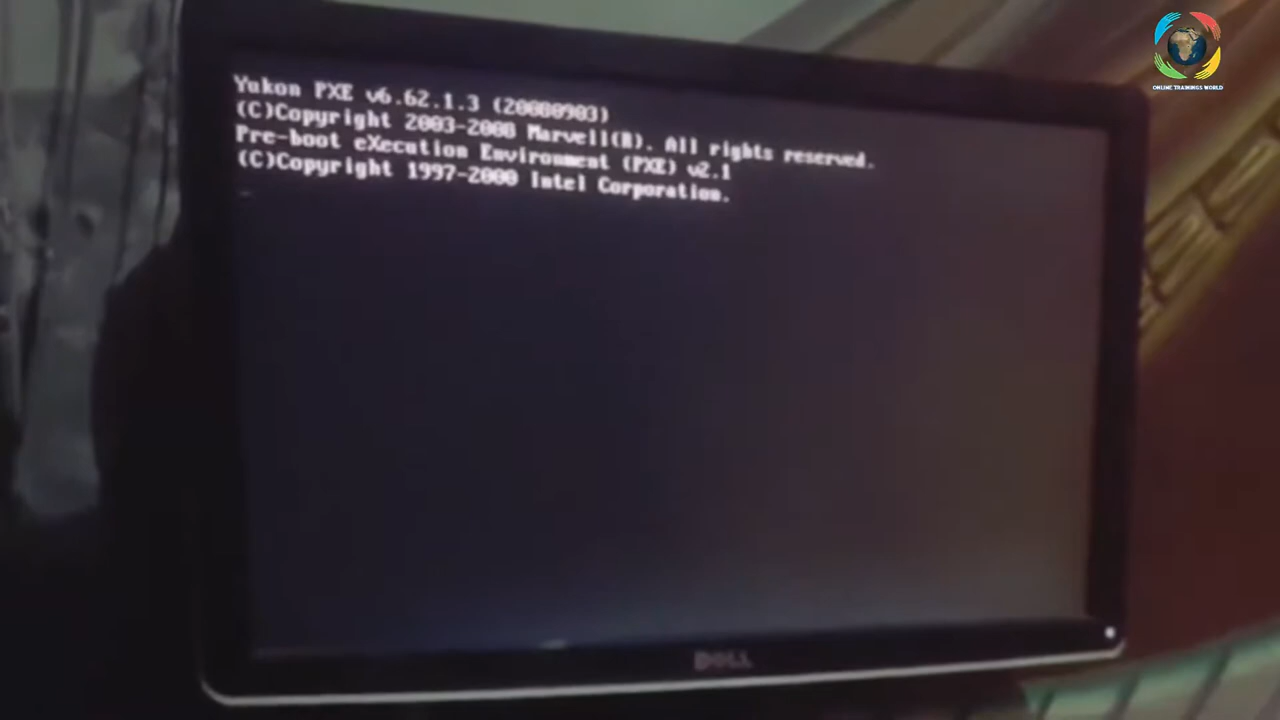 Yukon PXE v6.62.1.3 (20080903)
(C)Copyright 2003-2008 Marvell(R). All rights reserved.
Pre-boot eXecution Environment (PXE) v2.1
(C)Copyright 1997-2000 Intel Corporation.
DELL
ONLINE TRAININGS WORLD